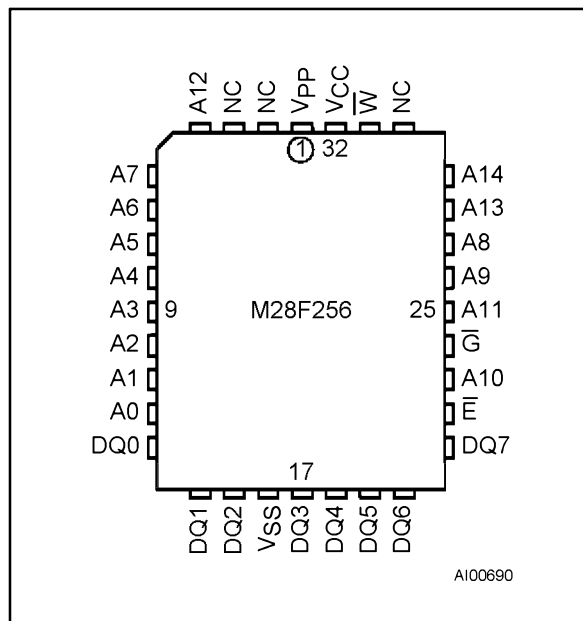 A12 NC NC VPP VCC W̅ NC
1 32
A7 A14
A6 A13
A5 A8
A4 A9
A3 9 M28F256 25 A11
A2 G̅
A1 A10
A0 E̅
DQ0 DQ7
17
DQ1 DQ2 VSS DQ3 DQ4 DQ5 DQ6
AI00690